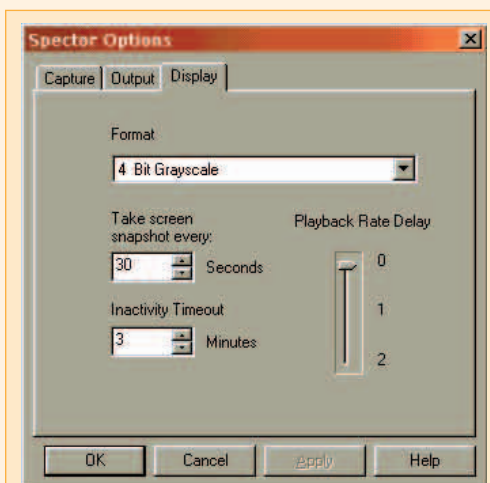 Spector Options
Capture Output Display
Format
4 Bit Grayscale
Take screen
snapshot every:
30 Seconds
Inactivity Timeout
3 Minutes
Playback Rate Delay
0
1
2
OK Cancel Apply Help